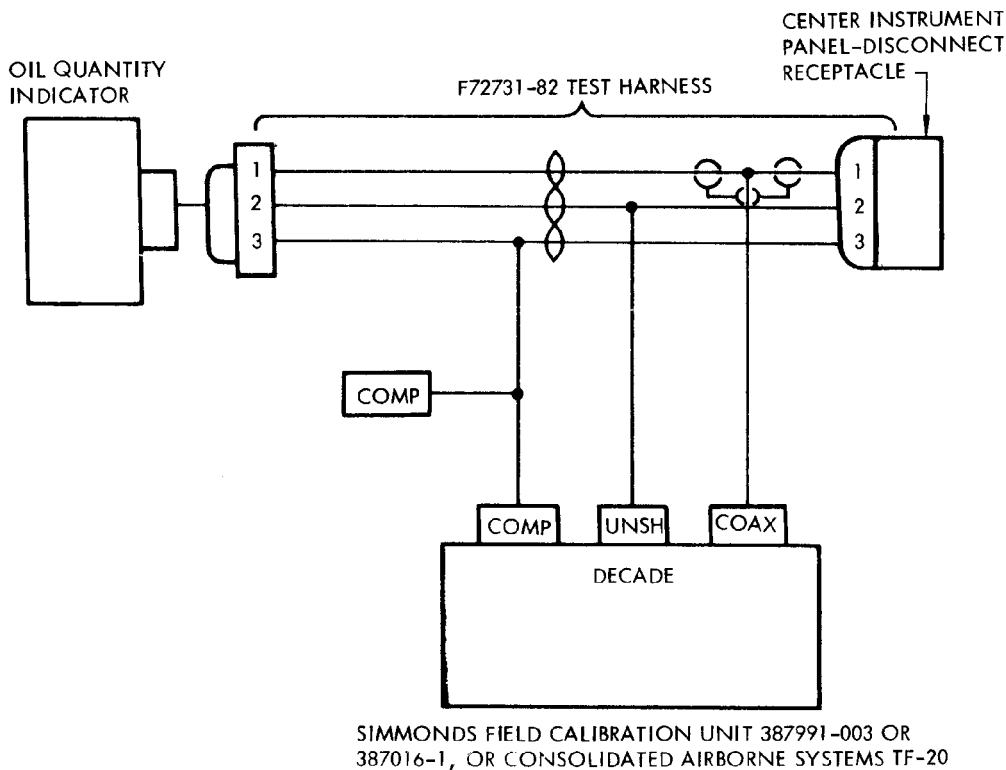 CENTER INSTRUMENT
PANEL-DISCONNECT
RECEPTACLE
OIL QUANTITY
INDICATOR
F72731-82 TEST HARNESS
1
2
3
1
2
3
COMP
COMP
UNSH
COAX
DECADE
SIMMONDS FIELD CALIBRATION UNIT 387991-003 OR
387016-1, OR CONSOLIDATED AIRBORNE SYSTEMS TF-20